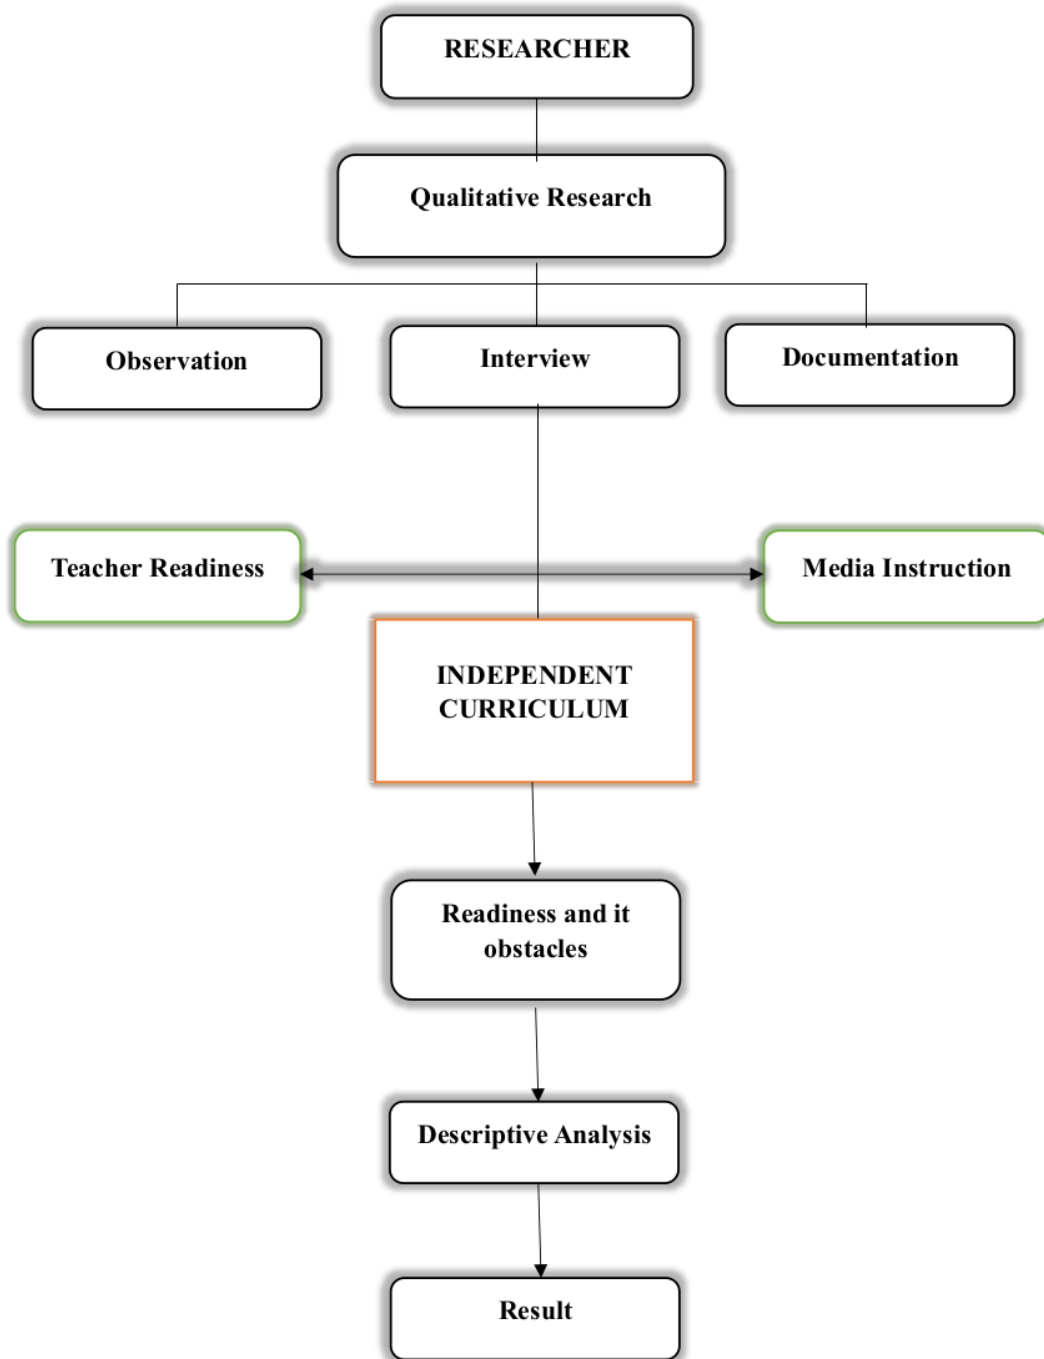 RESEARCHER
Qualitative Research
Observation
Interview
Documentation
Teacher Readiness
Media Instruction
INDEPENDENT
CURRICULUM
Readiness and it
obstacles
Descriptive Analysis
Result